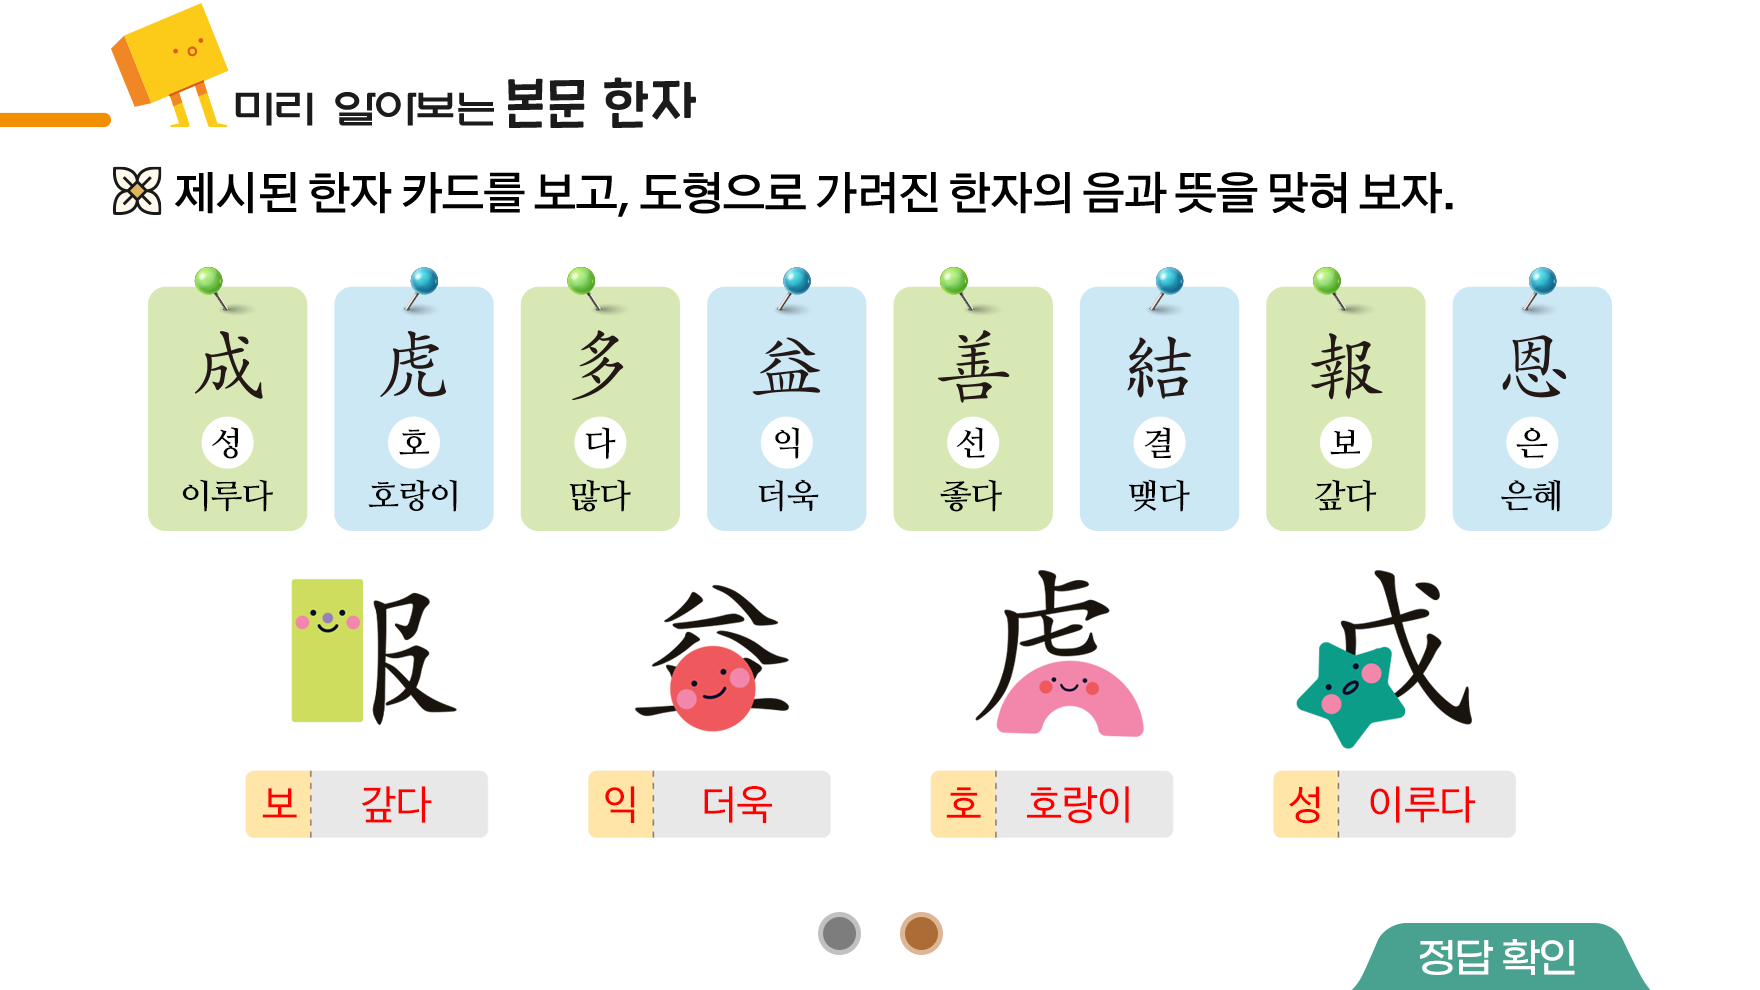 미리 알아보는 본문 한자
제시된 한자 카드를 보고, 도형으로 가려진 한자의 음과 뜻을 맞혀 보자.
成 虎 多 益 善 結 報 恩
성 호 다 익 선 결 보 은
이루다 호랑이 많다 더욱 좋다 맺다 갚다 은혜
보 갚다 익 더욱 호 호랑이 성 이루다
정답 확인